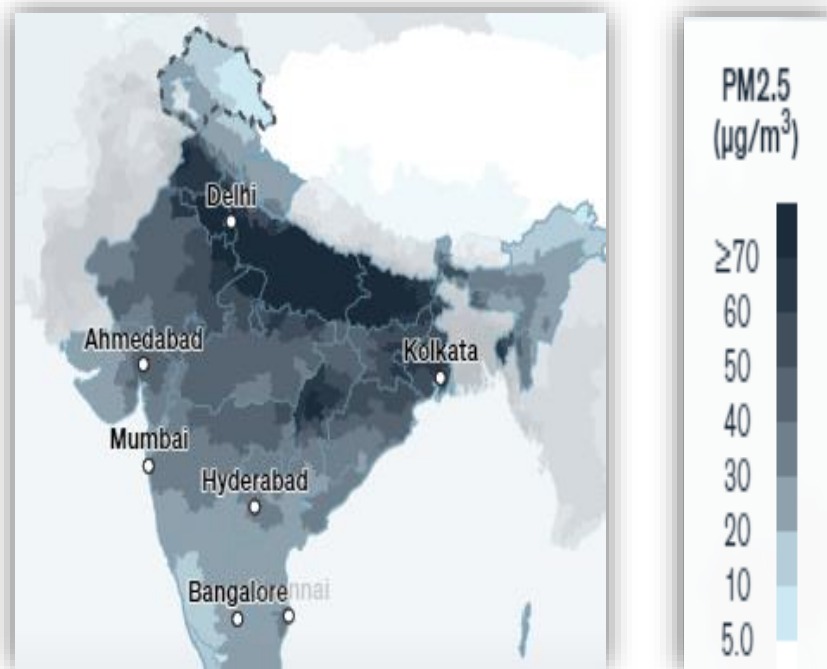 Delhi
Ahmedabad
Kolkata
Mumbai
Hyderabad
Bangalore
nnai
PM2.5
(µg/m³)
≥70
60
50
40
30
20
10
5.0